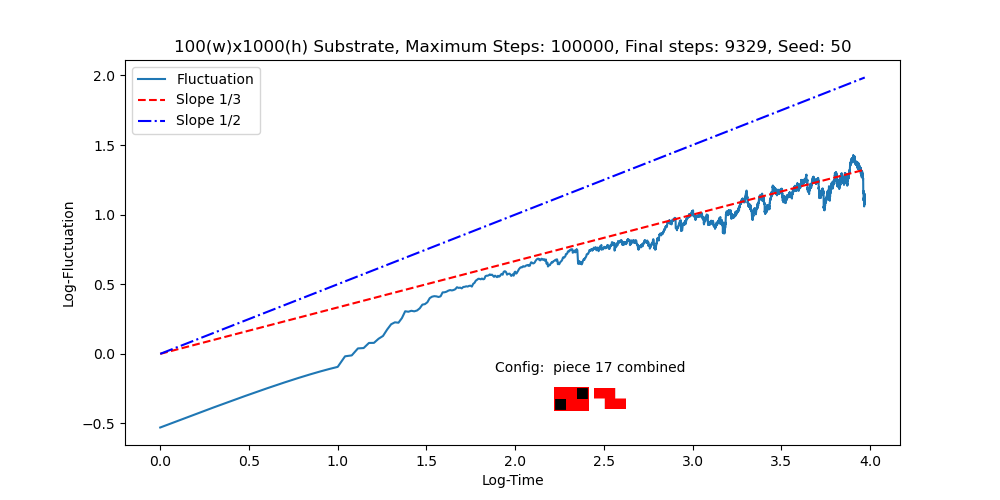 100(w)x1000(h) Substrate, Maximum Steps: 100000, Final steps: 9329, Seed: 50
Fluctuation
Slope 1/3
Slope 1/2
2.0
1.5
1.0
0.5
0.0
−0.5
Log-Fluctuation
Config:  piece 17 combined
0.0 0.5 1.0 1.5 2.0 2.5 3.0 3.5 4.0
Log-Time